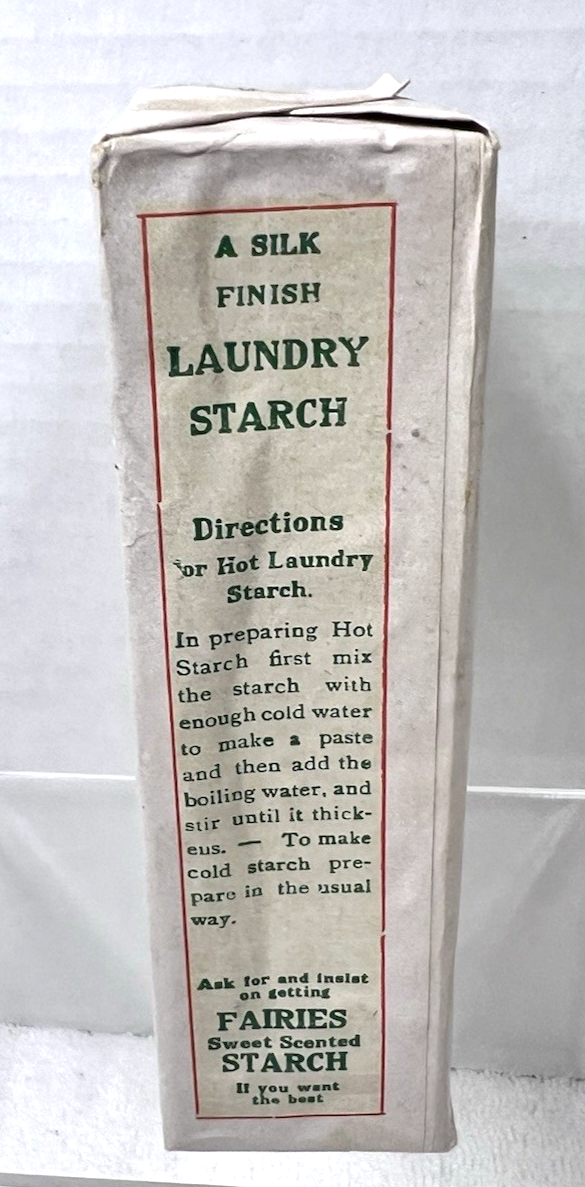 A SILK
FINISH
LAUNDRY
STARCH
Directions
for Hot Laundry
Starch.
In preparing Hot
Starch first mix
the starch with
enough cold water
to make a paste
and then add the
boiling water, and
stir until it thick-
eus. — To make
cold starch pre-
pare in the usual
way.
Ask for and insist
on getting
FAIRIES
Sweet Scented
STARCH
If you want
the best